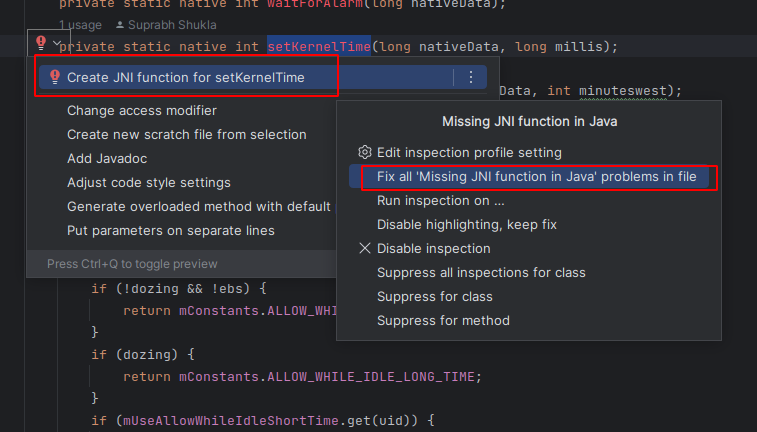 private static native int waitForAlarm(long nativeData);
1 usage Suprabh Shukla
private static native int setKernelTime(long nativeData, long millis);
Create JNI function for setKernelTime
Data, int minuteswest);
Change access modifier
Create new scratch file from selection
Add Javadoc
Adjust code style settings
Generate overloaded method with default
Put parameters on separate lines
Press Ctrl+Q to toggle preview
Missing JNI function in Java
Edit inspection profile setting
Fix all 'Missing JNI function in Java' problems in file
Run inspection on ...
Disable highlighting, keep fix
Disable inspection
Suppress all inspections for class
Suppress for class
Suppress for method
if (!dozing && !ebs) {
return mConstants.ALLOW_WHI
}
if (dozing) {
return mConstants.ALLOW_WHILE_IDLE_LONG_TIME;
}
if (mUseAllowWhileIdleShortTime.get(uid)) {